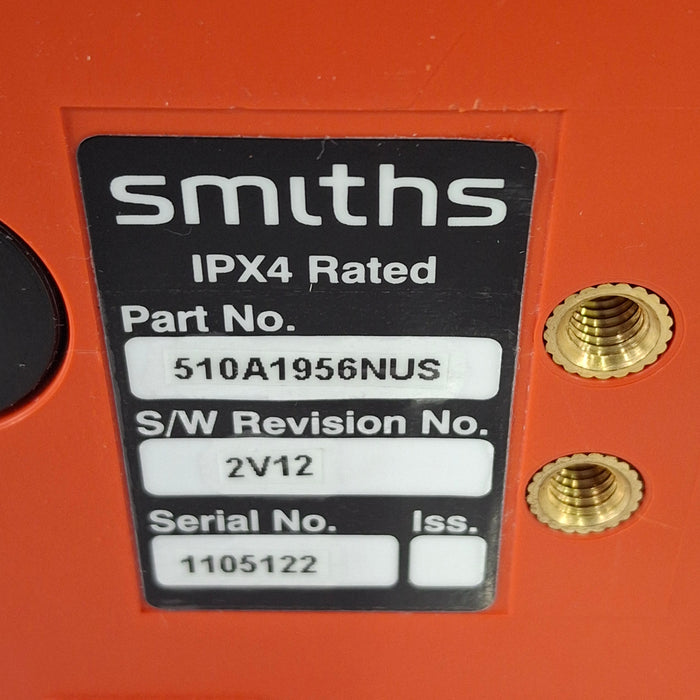 smiths
IPX4 Rated
Part No.
510A1956NUS
S/W Revision No.
2V12
Serial No. Iss.
1105122